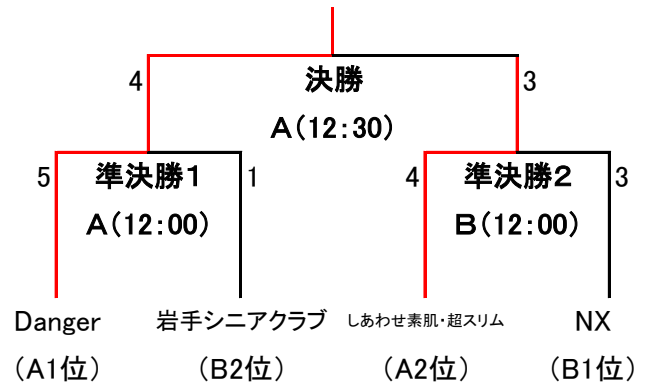 4 決勝 3
A(12:30)
5 準決勝1 1 4 準決勝2 3
A(12:00) B(12:00)
Danger 岩手シニアクラブ しあわせ素肌・超スリム NX
(A1位) (B2位) (A2位) (B1位)